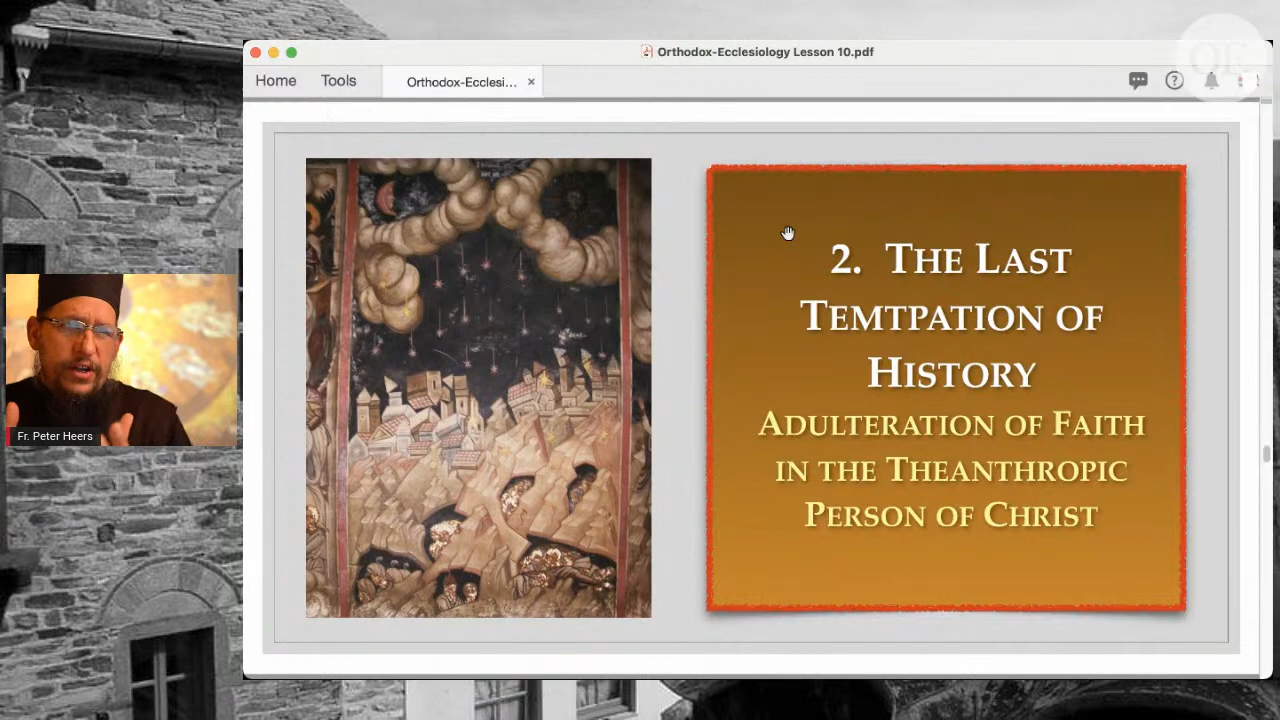 OE
Orthodox-Ecclesiology Lesson 10.pdf
Home Tools Orthodox-Ecclesi... ×
2. The Last
Temtpation of
History
Adulteration of Faith
in the Theanthropic
Person of Christ
Fr. Peter Heers